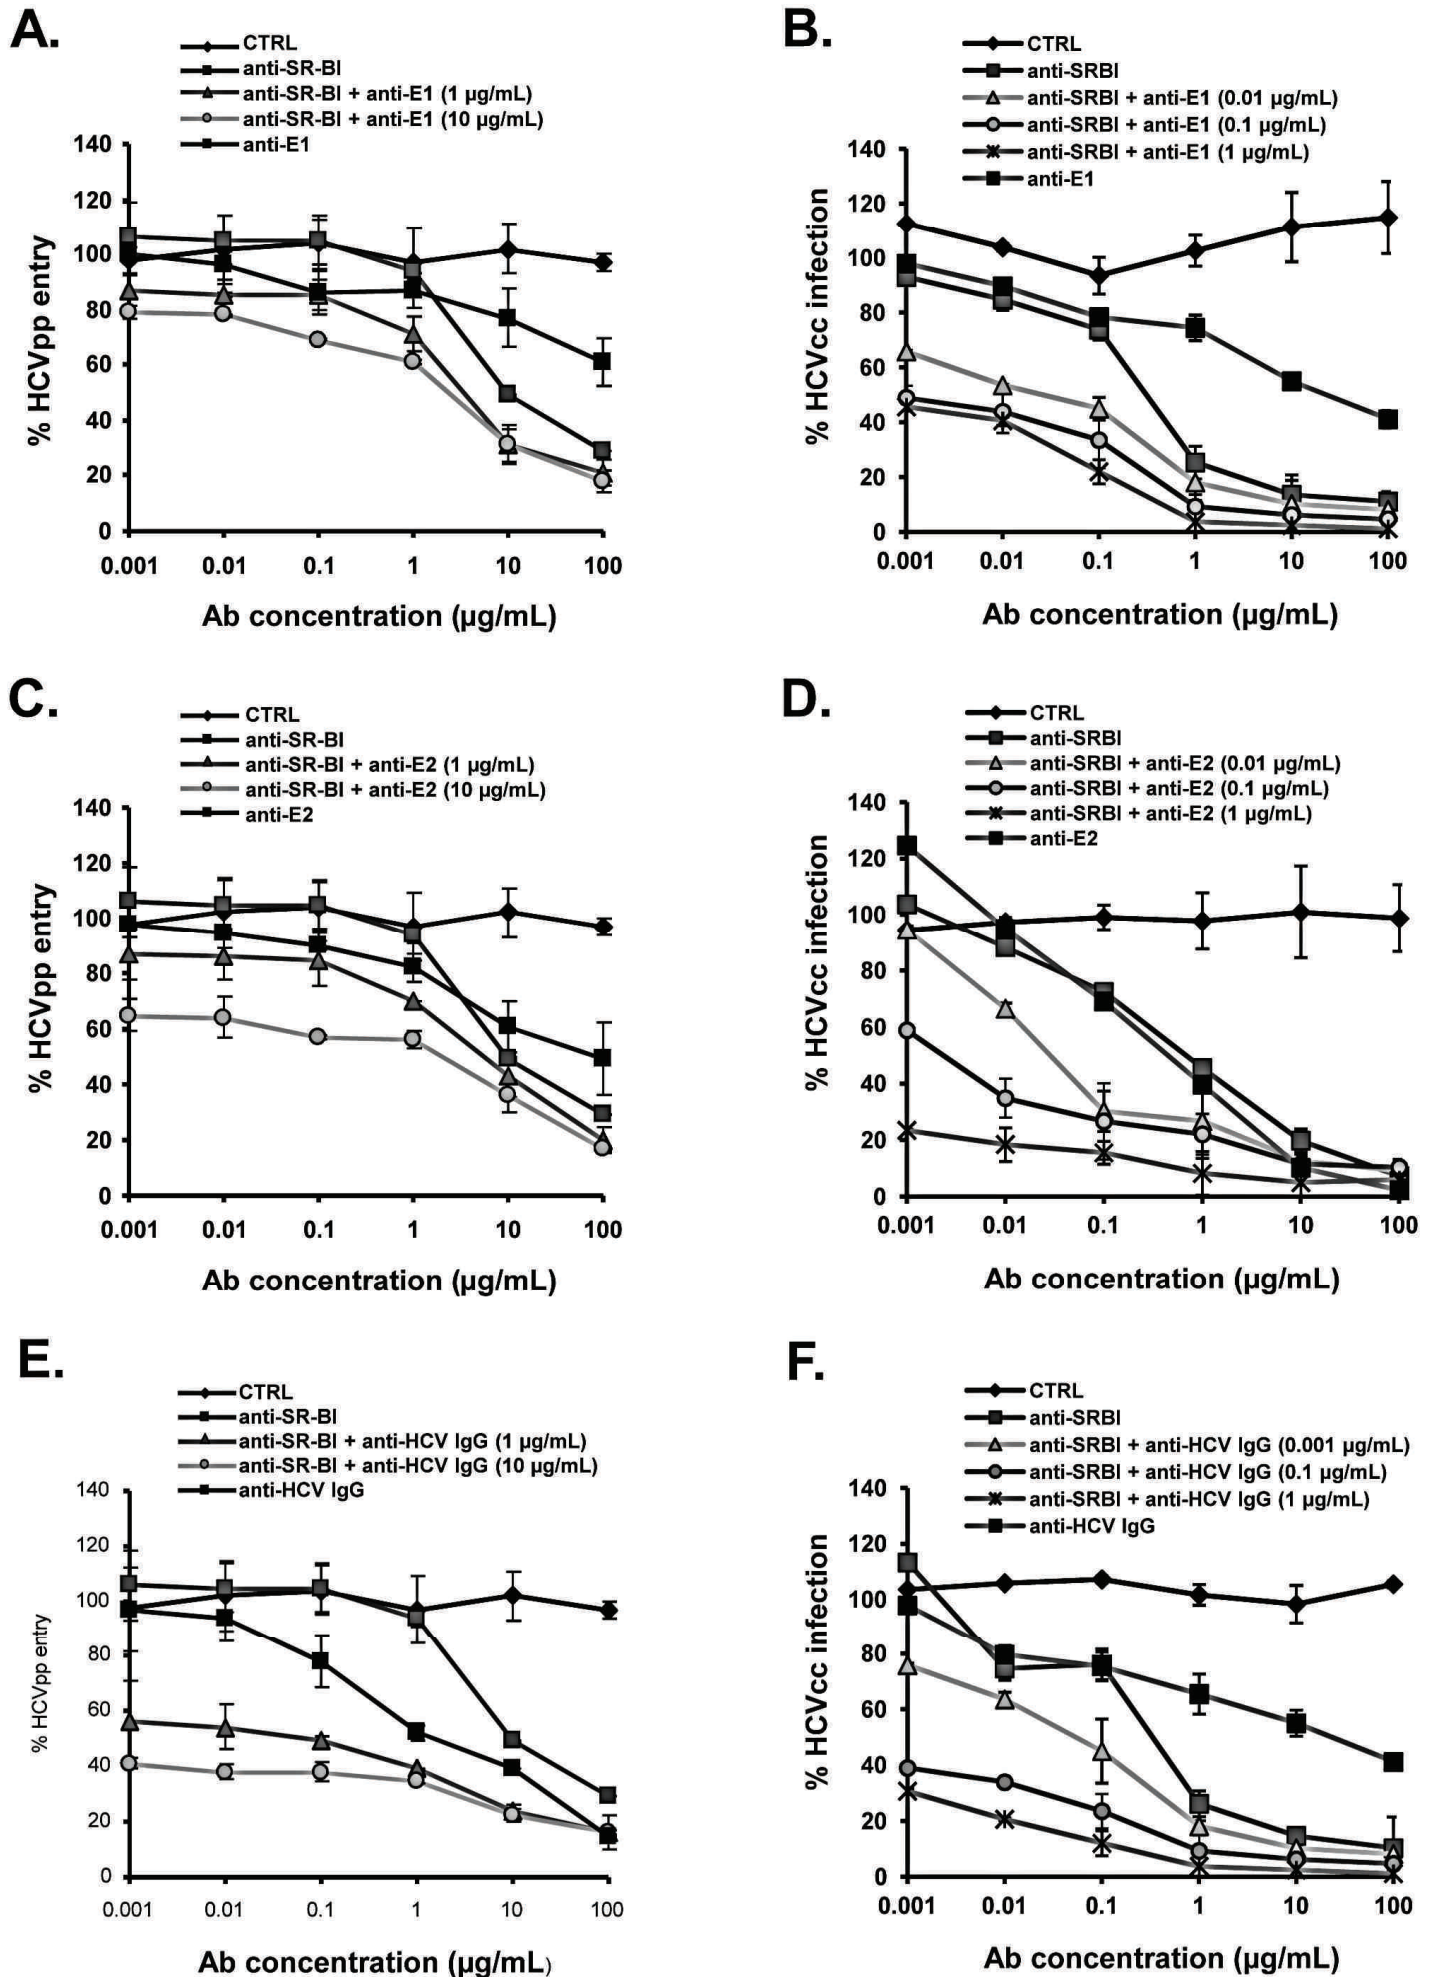 A.
CTRL
anti-SR-BI
anti-SR-BI + anti-E1 (1 µg/mL)
anti-SR-BI + anti-E1 (10 µg/mL)
anti-E1
140
120
100
80
60
40
20
0
% HCVpp entry
0.001 0.01 0.1 1 10 100
Ab concentration (µg/mL)
B.
CTRL
anti-SRBI
anti-SRBI + anti-E1 (0.01 µg/mL)
anti-SRBI + anti-E1 (0.1 µg/mL)
anti-SRBI + anti-E1 (1 µg/mL)
anti-E1
140
120
100
80
60
40
20
0
% HCVcc infection
0.001 0.01 0.1 1 10 100
Ab concentration (µg/mL)
C.
CTRL
anti-SR-BI
anti-SR-BI + anti-E2 (1 µg/mL)
anti-SR-BI + anti-E2 (10 µg/mL)
anti-E2
140
120
100
80
60
40
20
0
% HCVpp entry
0.001 0.01 0.1 1 10 100
Ab concentration (µg/mL)
D.
CTRL
anti-SRBI
anti-SRBI + anti-E2 (0.01 µg/mL)
anti-SRBI + anti-E2 (0.1 µg/mL)
anti-SRBI + anti-E2 (1 µg/mL)
anti-E2
140
120
100
80
60
40
20
0
% HCVcc infection
0.001 0.01 0.1 1 10 100
Ab concentration (µg/mL)
E.
CTRL
anti-SR-BI
anti-SR-BI + anti-HCV IgG (1 µg/mL)
anti-SR-BI + anti-HCV IgG (10 µg/mL)
anti-HCV IgG
140
120
100
80
60
40
20
0
% HCVpp entry
0.001 0.01 0.1 1 10 100
Ab concentration (µg/mL)
F.
CTRL
anti-SRBI
anti-SRBI + anti-HCV IgG (0.001 µg/mL)
anti-SRBI + anti-HCV IgG (0.1 µg/mL)
anti-SRBI + anti-HCV IgG (1 µg/mL)
anti-HCV IgG
140
120
100
80
60
40
20
0
% HCVcc infection
0.001 0.01 0.1 1 10 100
Ab concentration (µg/mL)